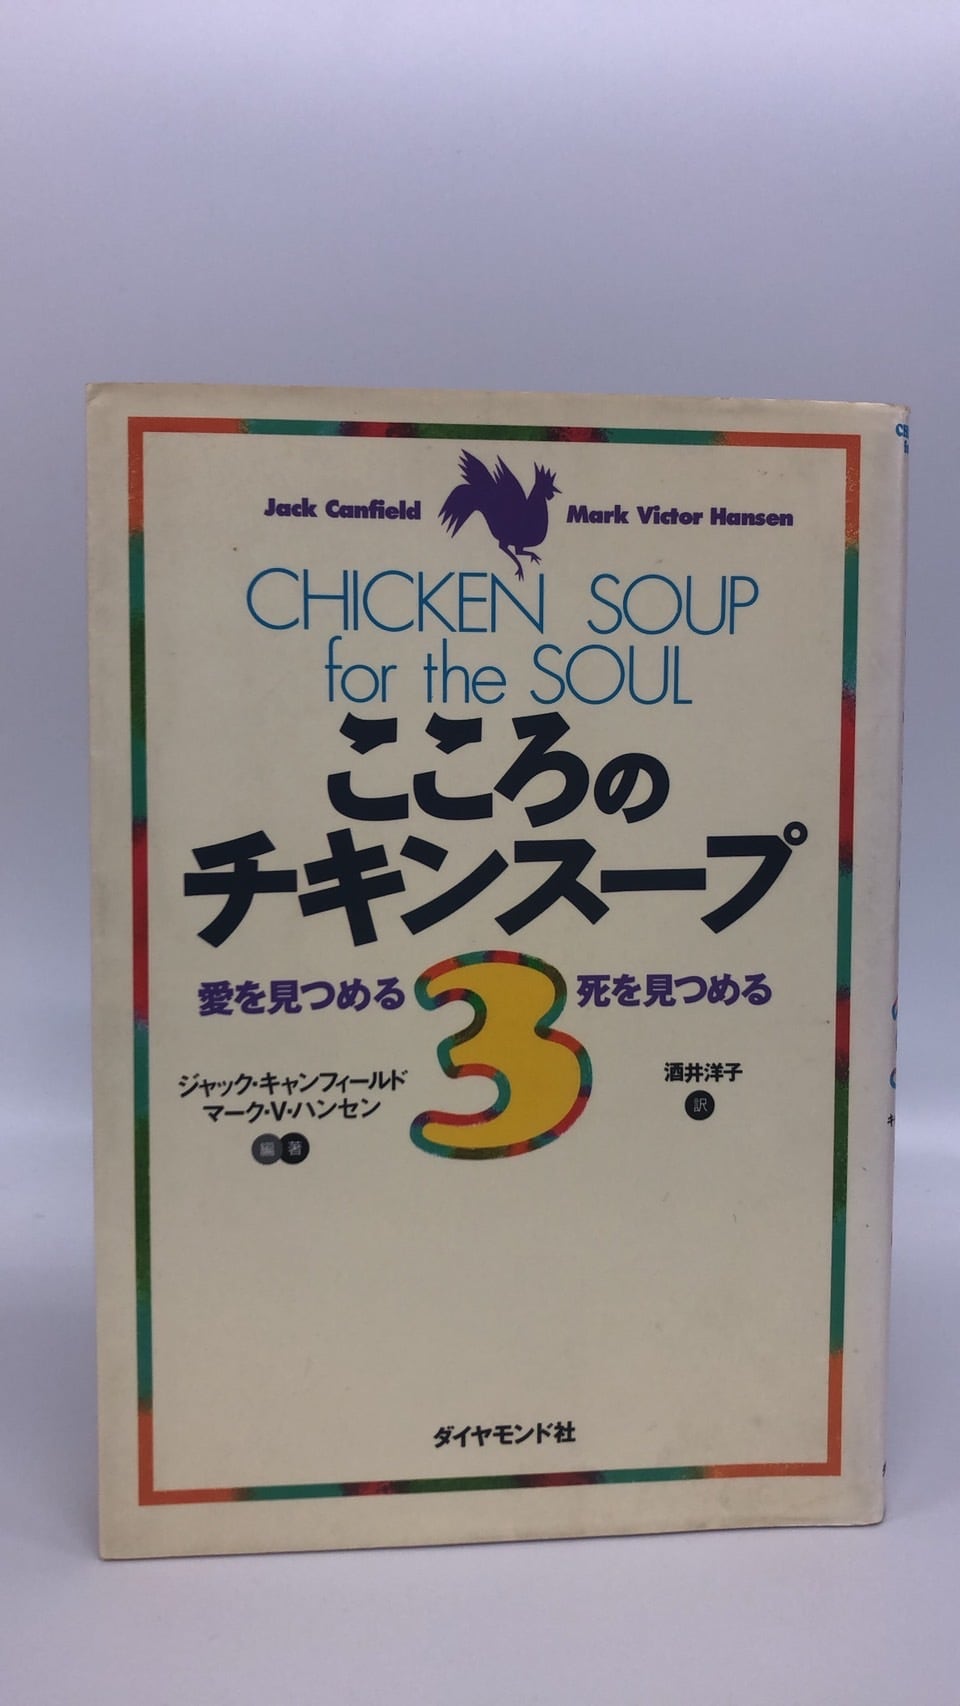 Jack Canfield Mark Victor Hansen
CHICKEN SOUP
for the SOUL
こころの
チキンスープ
愛を見つめる 3 死を見つめる
ジャック・キャンフィールド
マーク・V・ハンセン
編著
酒井洋子
訳
ダイヤモンド社